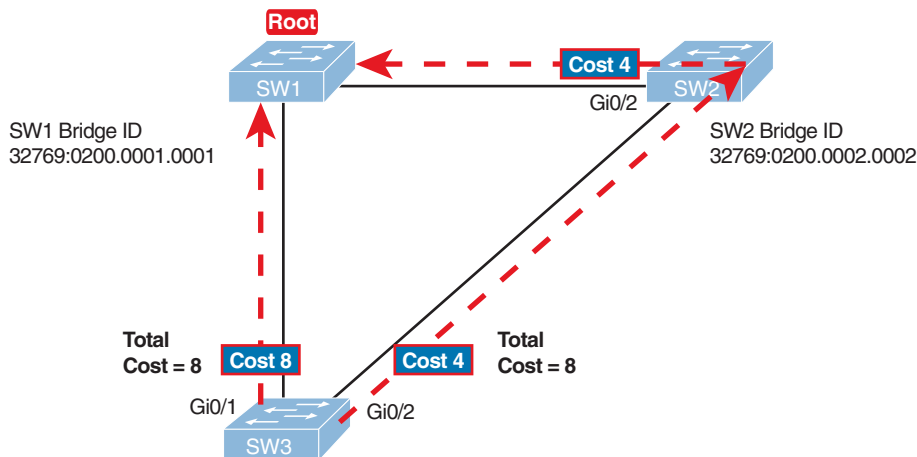 Root
Cost 4
SW1
SW2
Gi0/2
SW1 Bridge ID
32769:0200.0001.0001
SW2 Bridge ID
32769:0200.0002.0002
Total
Cost = 8
Cost 8
Cost 4
Total
Cost = 8
Gi0/1
Gi0/2
SW3